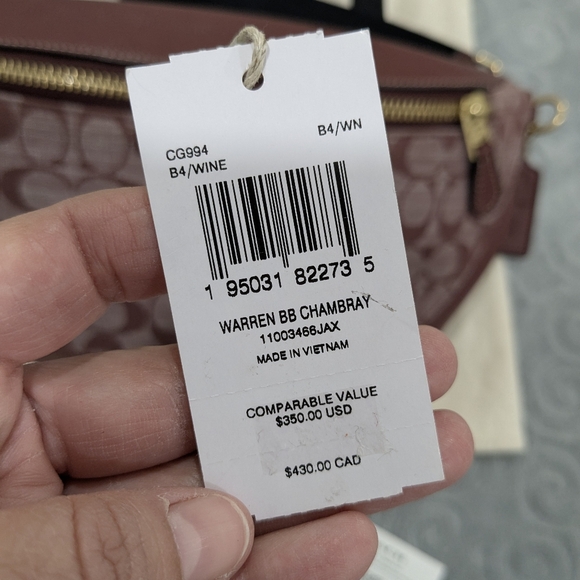 CG994 B4/WN
B4/WINE
1 95031 82273 5
WARREN BB CHAMBRAY
11003466JAX
MADE IN VIETNAM
COMPARABLE VALUE
$350.00 USD
$430.00 CAD